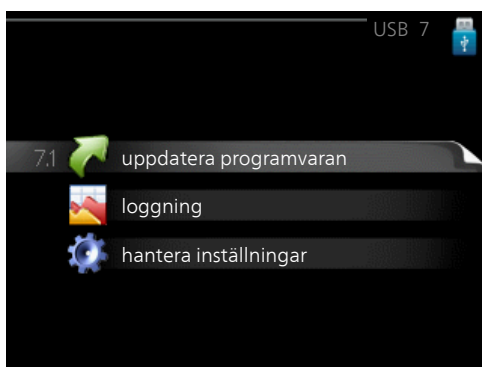 USB 7
7.1 uppdatera programvaran
loggning
hantera inställningar